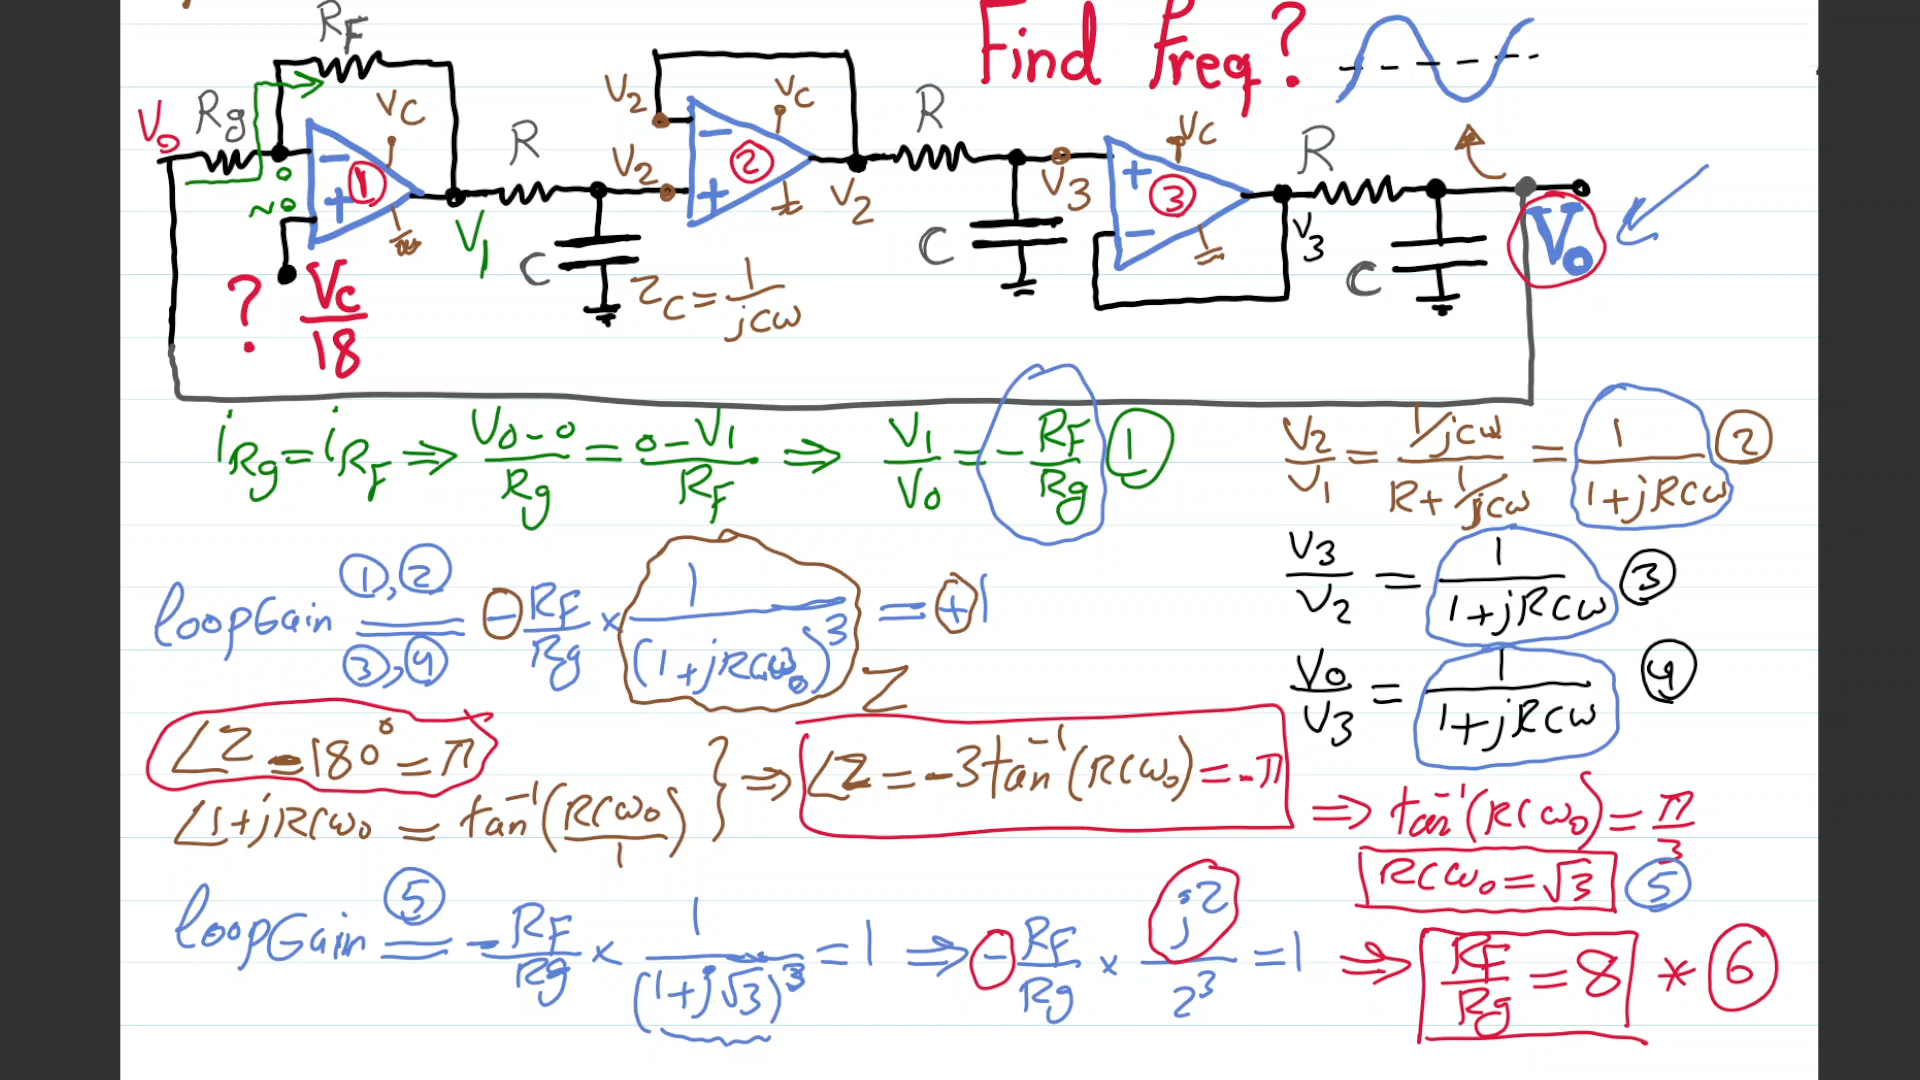 RF
Find freq?
Vo Rg Vc V2 Vc R Vc R
R V2 V2 V3 V3 Vo
− + 1 − + 2 + − 3
0 ~0 V1 C C C
? Vc/18 Zc = 1/jCω
iRg = iRF ⇒ (Vo − 0)/Rg = (0 − V1)/RF ⇒ V1/Vo = − RF/Rg ①
V2/V1 = (1/jCω)/(R + 1/jCω) = 1/(1+jRCω) ②
V3/V2 = 1/(1+jRCω) ③
Vo/V3 = 1/(1+jRCω) ④
loopGain ①,② ③,④ = − RF/Rg × 1/(1+jRCω₀)³ = +1
Z
∠Z = -180° = π
∠1+jRCω₀ = tan⁻¹(RCω₀/1) } ⇒ ∠Z = −3tan⁻¹(RCω₀) = −π
⇒ tan⁻¹(RCω₀) = π/3
RCω₀ = √3 ⑤
loopGain ⑤ = − RF/Rg × 1/(1+j√3)³ = 1 ⇒ − RF/Rg × j²/2³ = 1 ⇒ RF/Rg = 8 * ⑥